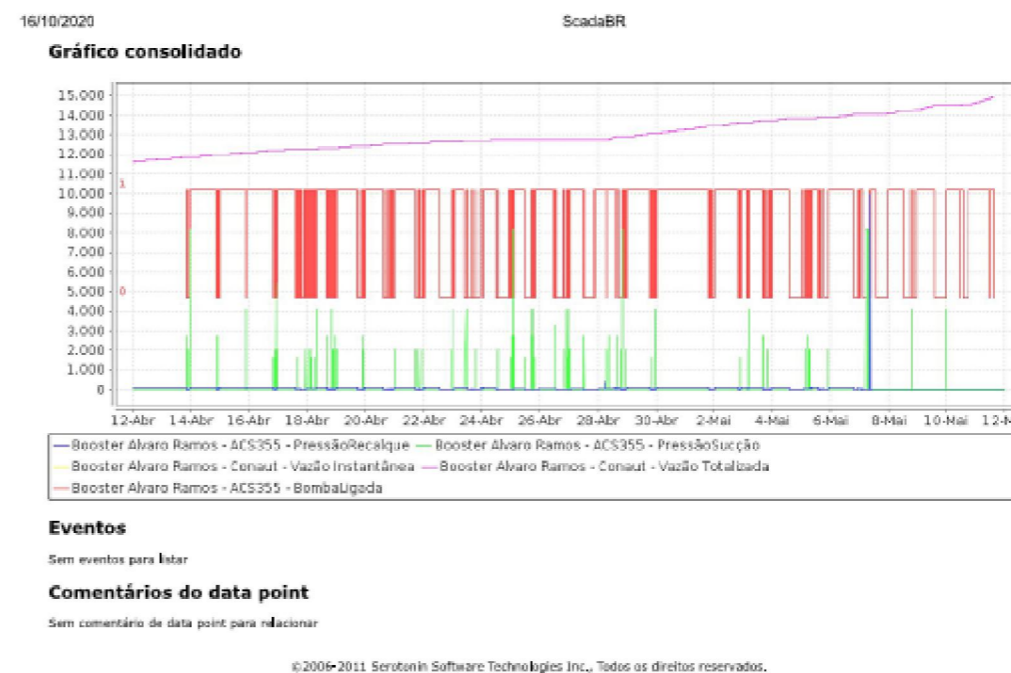 16/10/2020 ScadaBR
Gráfico consolidado
15.000
14.000
13.000
12.000
11.000
1
10.000
9.000
8.000
7.000
6.000
5.000
0
4.000
3.000
2.000
1.000
0
12-Abr 14-Abr 16-Abr 18-Abr 20-Abr 22-Abr 24-Abr 26-Abr 28-Abr 30-Abr 2-Mai 4-Mai 6-Mai 8-Mai 10-Mai 12-M
Booster Alvaro Ramos - ACS355 - PressãoRecalque Booster Alvaro Ramos - ACS355 - PressãoSucção
Booster Alvaro Ramos - Conaut - Vazão Instantânea Booster Alvaro Ramos - Conaut - Vazão Totalizada
Booster Alvaro Ramos - ACS355 - BombaLigada
Eventos
Sem eventos para listar
Comentários do data point
Sem comentário de data point para relacionar
©2006-2011 Serotonin Software Technologies Inc., Todos os direitos reservados.